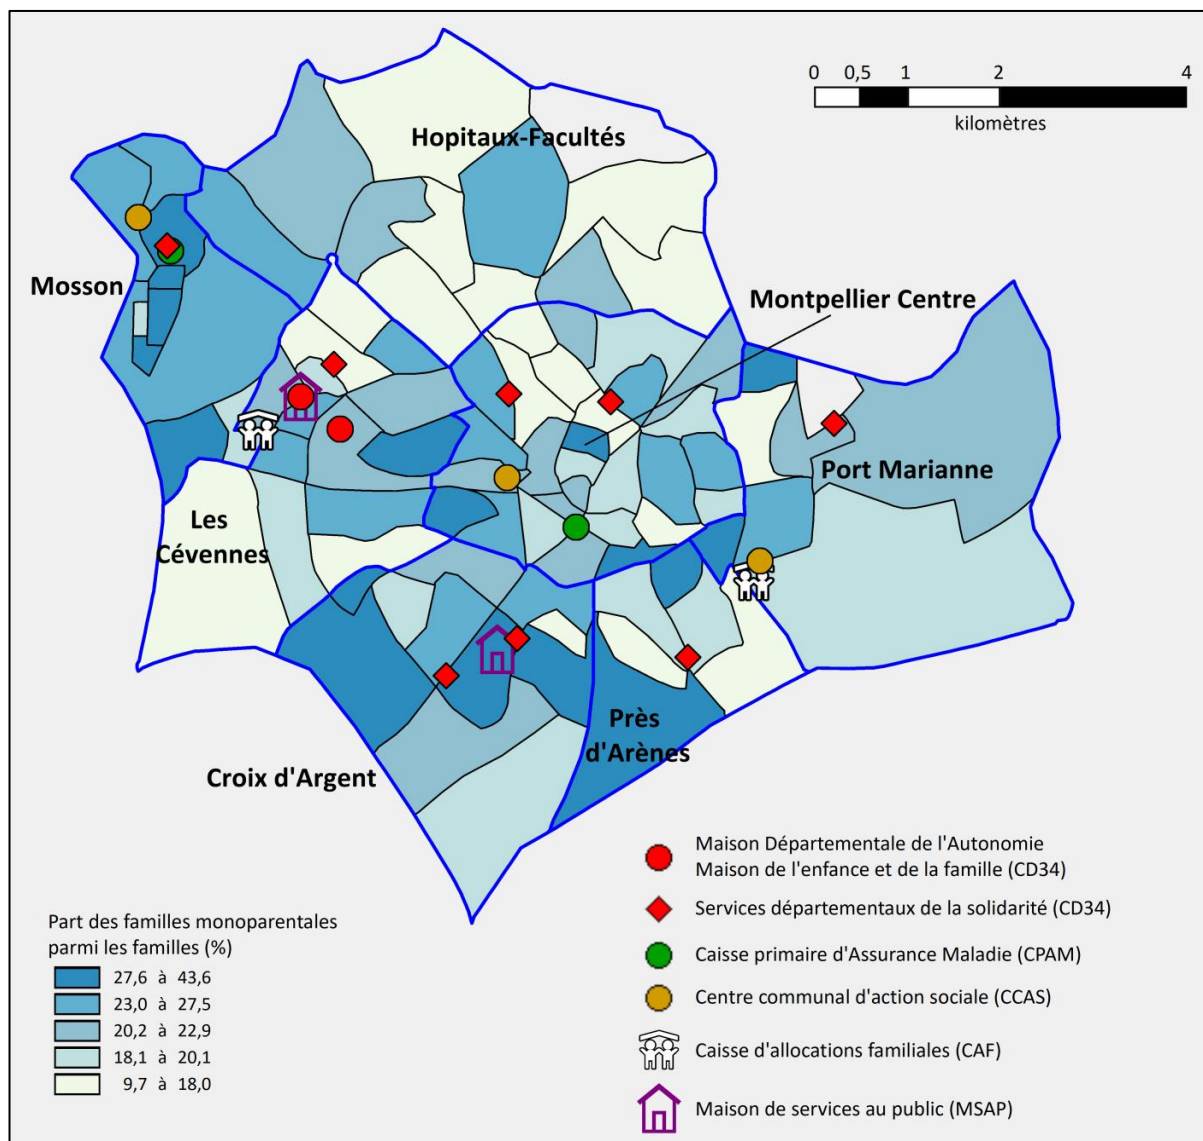 0 0,5 1 2 4
kilomètres
Hopitaux-Facultés
Mosson
Montpellier Centre
Port Marianne
Les
Cévennes
Près
d'Arènes
Croix d'Argent
Maison Départementale de l'Autonomie
Maison de l'enfance et de la famille (CD34)
Services départementaux de la solidarité (CD34)
Caisse primaire d'Assurance Maladie (CPAM)
Centre communal d'action sociale (CCAS)
Caisse d'allocations familiales (CAF)
Maison de services au public (MSAP)
Part des familles monoparentales
parmi les familles (%)
27,6 à 43,6
23,0 à 27,5
20,2 à 22,9
18,1 à 20,1
9,7 à 18,0